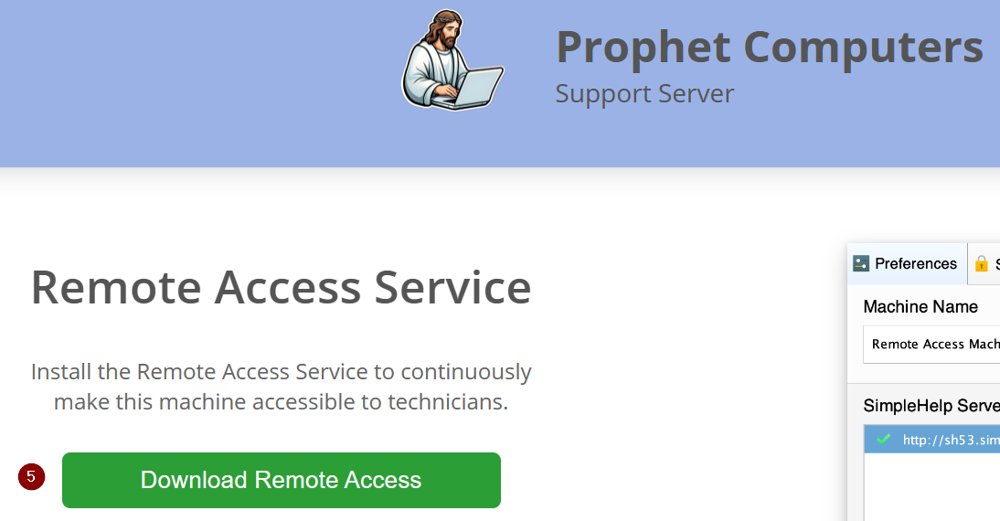 Prophet Computers
Support Server
Remote Access Service
Install the Remote Access Service to continuously
make this machine accessible to technicians.
5
Download Remote Access
Preferences
Machine Name
Remote Access Mach
SimpleHelp Serve
http://sh53.sim